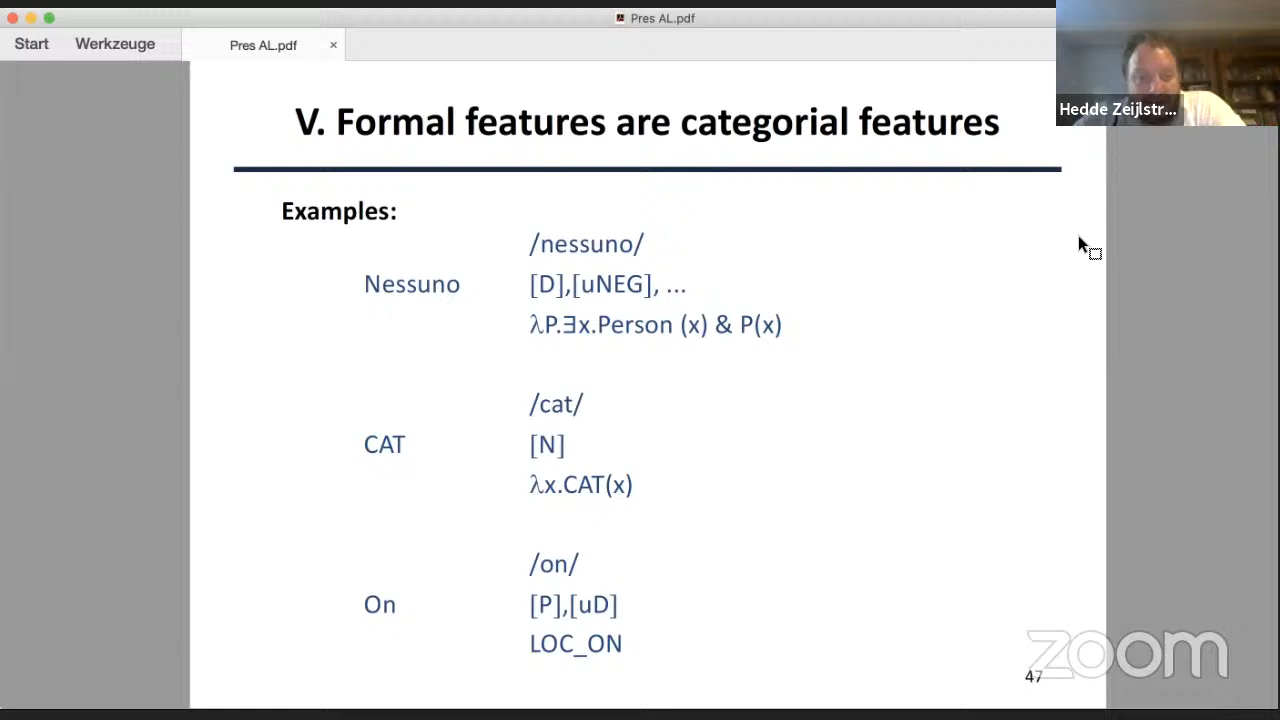 Pres AL.pdf
Start Werkzeuge Pres AL.pdf ×
Hedde Zeijlstr...
V. Formal features are categorial features
Examples:
/nessuno/
Nessuno [D],[uNEG], ...
λP.∃x.Person (x) & P(x)
/cat/
CAT [N]
λx.CAT(x)
/on/
On [P],[uD]
LOC_ON
zoom
47